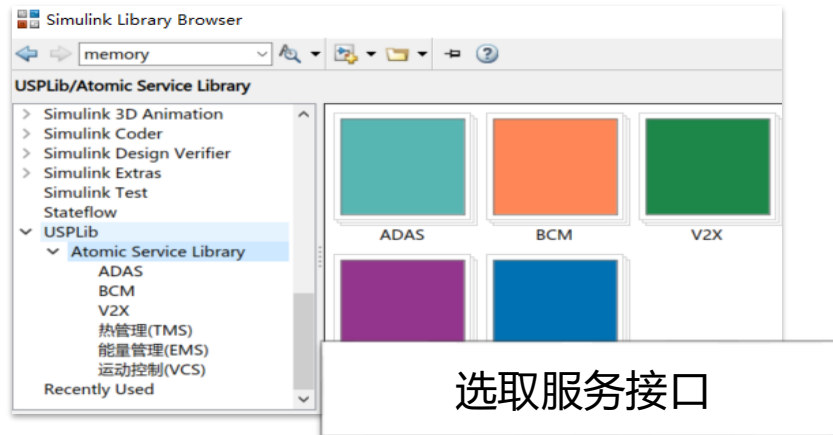 Simulink Library Browser
memory
USPLib/Atomic Service Library
Simulink 3D Animation
Simulink Coder
Simulink Design Verifier
Simulink Extras
Simulink Test
Stateflow
USPLib
Atomic Service Library
ADAS
BCM
V2X
热管理(TMS)
能量管理(EMS)
运动控制(VCS)
Recently Used
ADAS
BCM
V2X
选取服务接口